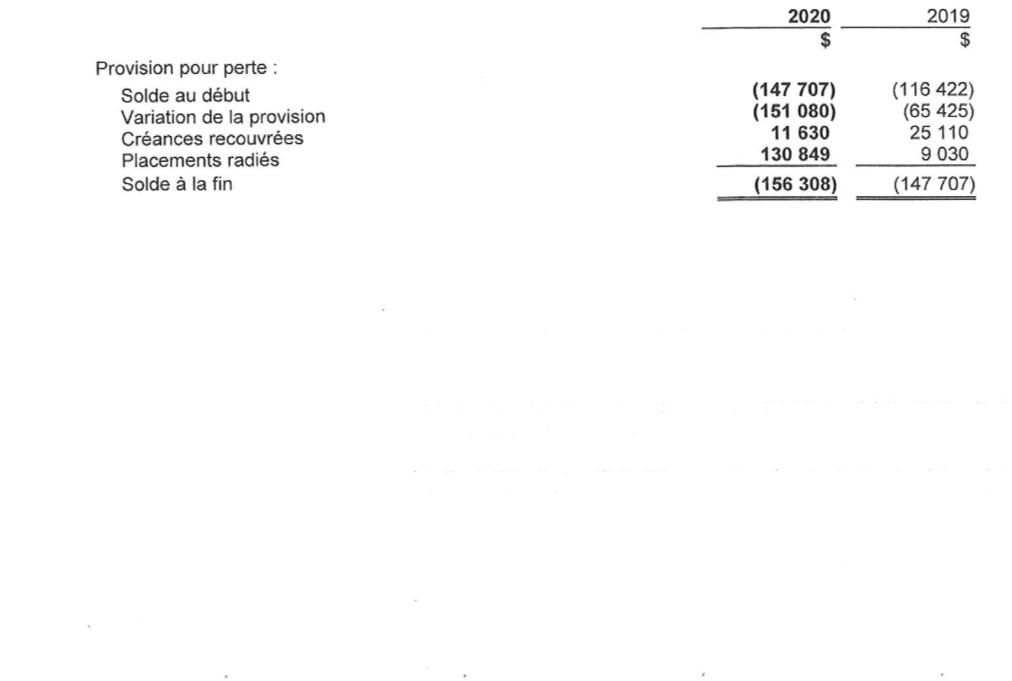 2020 2019
$ $
Provision pour perte :
Solde au début (147 707) (116 422)
Variation de la provision (151 080) (65 425)
Créances recouvrées 11 630 25 110
Placements radiés 130 849 9 030
Solde à la fin (156 308) (147 707)